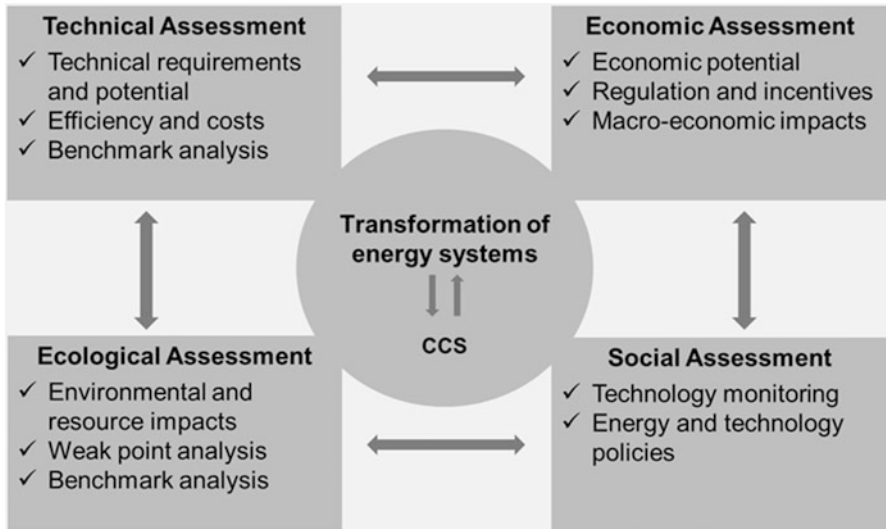 Technical Assessment
✓ Technical requirements
and potential
✓ Efficiency and costs
✓ Benchmark analysis
Economic Assessment
✓ Economic potential
✓ Regulation and incentives
✓ Macro-economic impacts
Transformation of
energy systems
CCS
Ecological Assessment
✓ Environmental and
resource impacts
✓ Weak point analysis
✓ Benchmark analysis
Social Assessment
✓ Technology monitoring
✓ Energy and technology
policies